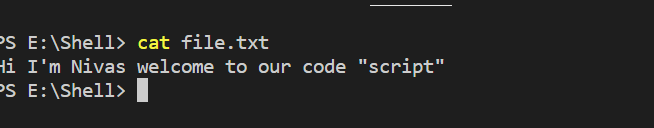 PS E:\Shell> cat file.txt
Hi I'm Nivas welcome to our code "script"
PS E:\Shell>